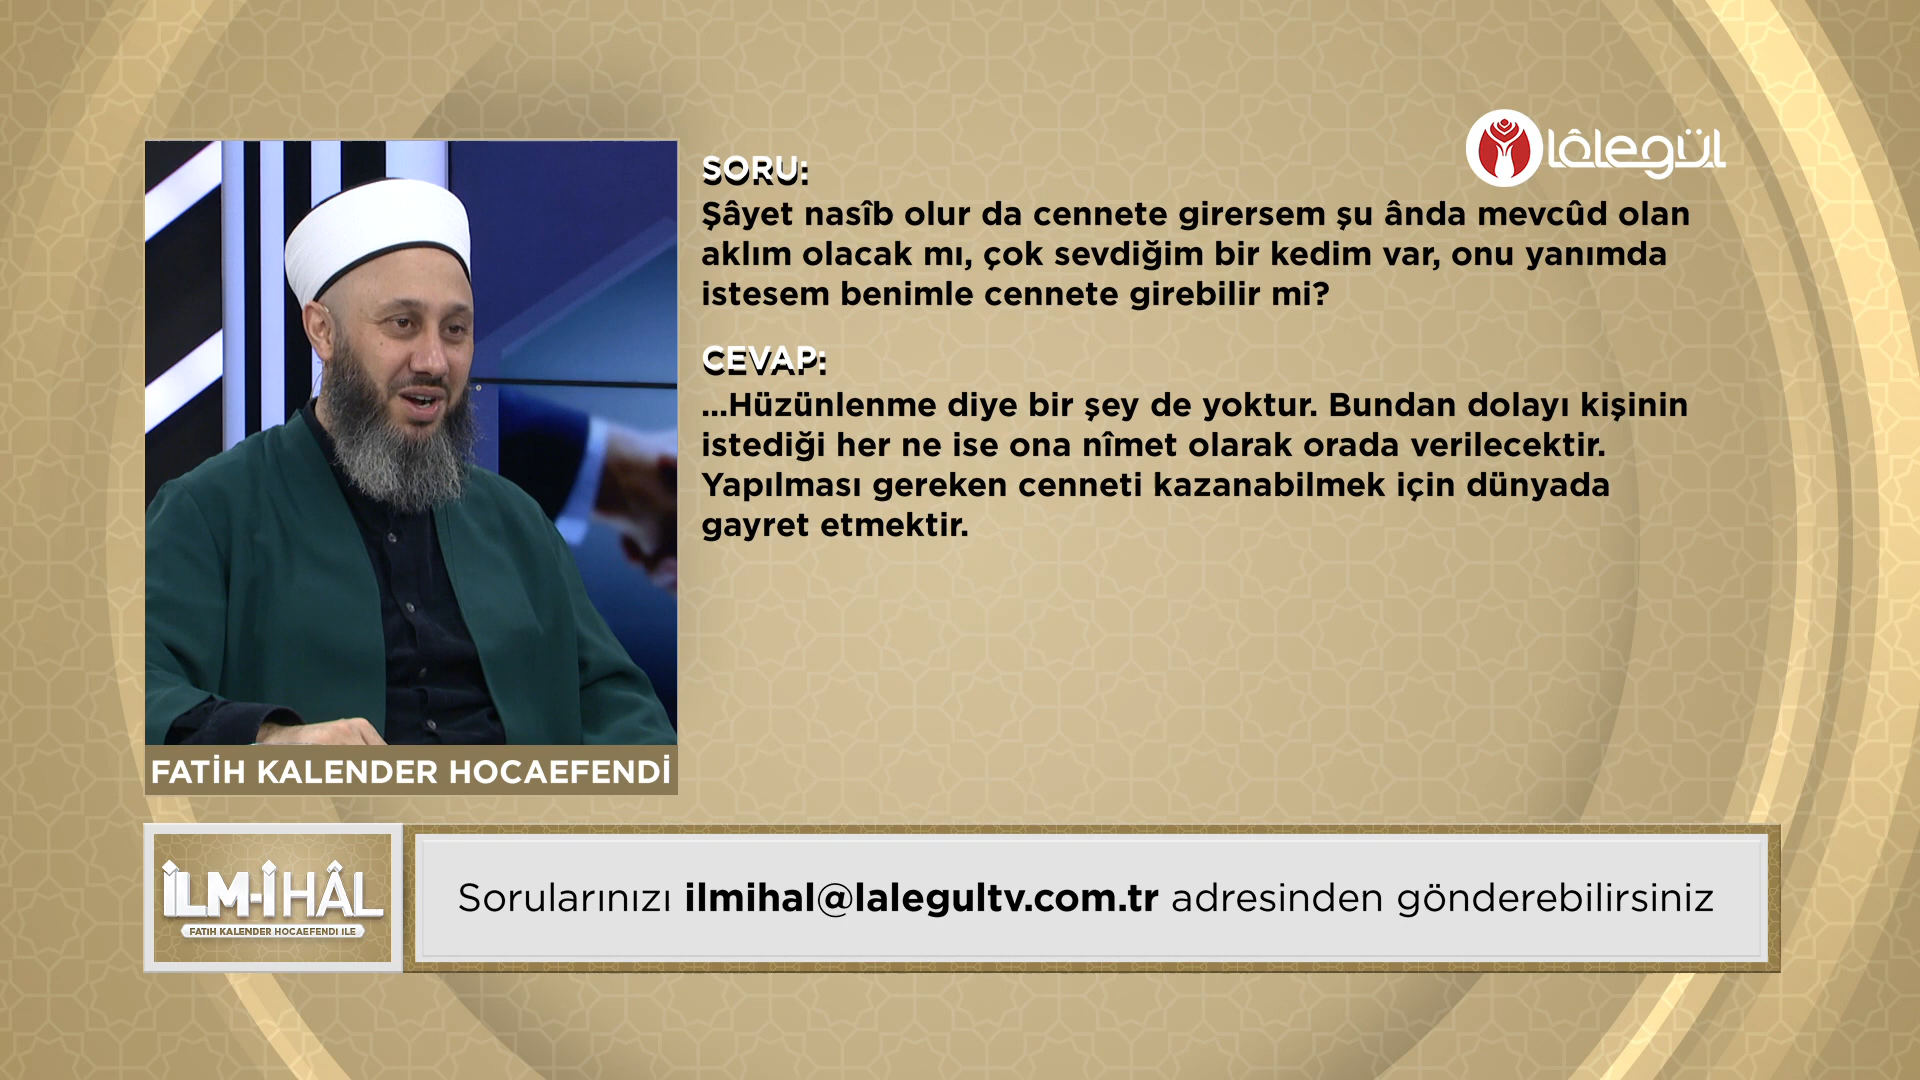 lâlegül
SORU:
Şâyet nasîb olur da cennete girersem şu ânda mevcûd olan
aklım olacak mı, çok sevdiğim bir kedim var, onu yanımda
istesem benimle cennete girebilir mi?
CEVAP:
...Hüzünlenme diye bir şey de yoktur. Bundan dolayı kişinin
istediği her ne ise ona nîmet olarak orada verilecektir.
Yapılması gereken cenneti kazanabilmek için dünyada
gayret etmektir.
FATİH KALENDER HOCAEFENDİ
İLM-İ HÂL
FATİH KALENDER HOCAEFENDİ İLE
Sorularınızı ilmihal@lalegultv.com.tr adresinden gönderebilirsiniz